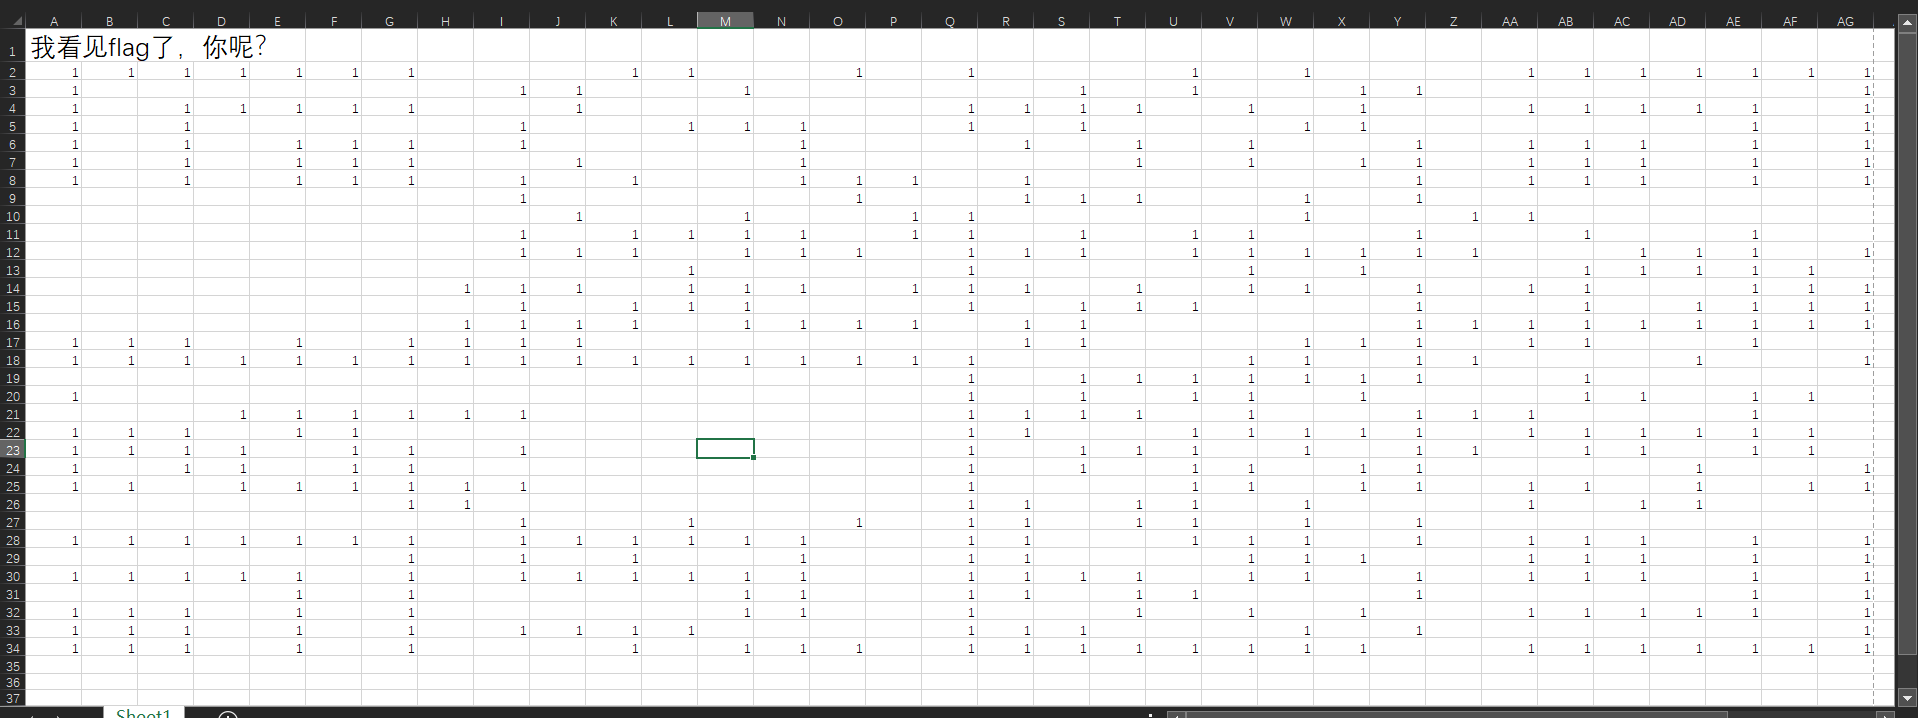 A B C D E F G H I J K L M N O P Q R S T U V W X Y Z AA AB AC AD AE AF AG
1 我看见flag了，你呢？
2 1 1 1 1 1 1 1 1 1 1 1 1 1 1 1 1 1 1 1 1
3 1 1 1 1 1 1 1 1 1
4 1 1 1 1 1 1 1 1 1 1 1 1 1 1 1 1 1 1 1 1
5 1 1 1 1 1 1 1 1 1 1 1 1
6 1 1 1 1 1 1 1 1 1 1 1 1 1 1 1 1
7 1 1 1 1 1 1 1 1 1 1 1 1 1 1 1 1
8 1 1 1 1 1 1 1 1 1 1 1 1 1 1 1 1 1
9 1 1 1 1 1 1 1
10 1 1 1 1 1 1 1
11 1 1 1 1 1 1 1 1 1 1 1 1 1
12 1 1 1 1 1 1 1 1 1 1 1 1 1 1 1 1 1 1 1
13 1 1 1 1 1 1 1 1 1
14 1 1 1 1 1 1 1 1 1 1 1 1 1 1 1 1 1 1
15 1 1 1 1 1 1 1 1 1 1 1 1 1 1
16 1 1 1 1 1 1 1 1 1 1 1 1 1 1 1 1 1 1 1
17 1 1 1 1 1 1 1 1 1 1 1 1 1 1 1 1
18 1 1 1 1 1 1 1 1 1 1 1 1 1 1 1 1 1 1 1 1 1 1 1
19 1 1 1 1 1 1 1 1 1
20 1 1 1 1 1 1 1 1 1 1
21 1 1 1 1 1 1 1 1 1 1 1 1 1 1 1
22 1 1 1 1 1 1 1 1 1 1 1 1 1 1 1 1 1 1
23 1 1 1 1 1 1 1 1 1 1 1 1 1 1 1 1 1 1
24 1 1 1 1 1 1 1 1 1 1 1 1 1
25 1 1 1 1 1 1 1 1 1 1 1 1 1 1 1 1 1 1
26 1 1 1 1 1 1 1 1 1 1
27 1 1 1 1 1 1 1 1 1
28 1 1 1 1 1 1 1 1 1 1 1 1 1 1 1 1 1 1 1 1 1 1 1 1
29 1 1 1 1 1 1 1 1 1 1 1 1 1 1
30 1 1 1 1 1 1 1 1 1 1 1 1 1 1 1 1 1 1 1 1 1 1 1 1
31 1 1 1 1 1 1 1 1 1 1 1
32 1 1 1 1 1 1 1 1 1 1 1 1 1 1 1 1 1 1
33 1 1 1 1 1 1 1 1 1 1 1 1 1 1 1
34 1 1 1 1 1 1 1 1 1 1 1 1 1 1 1 1 1 1 1 1 1 1 1 1
35
36
37
Sheet1